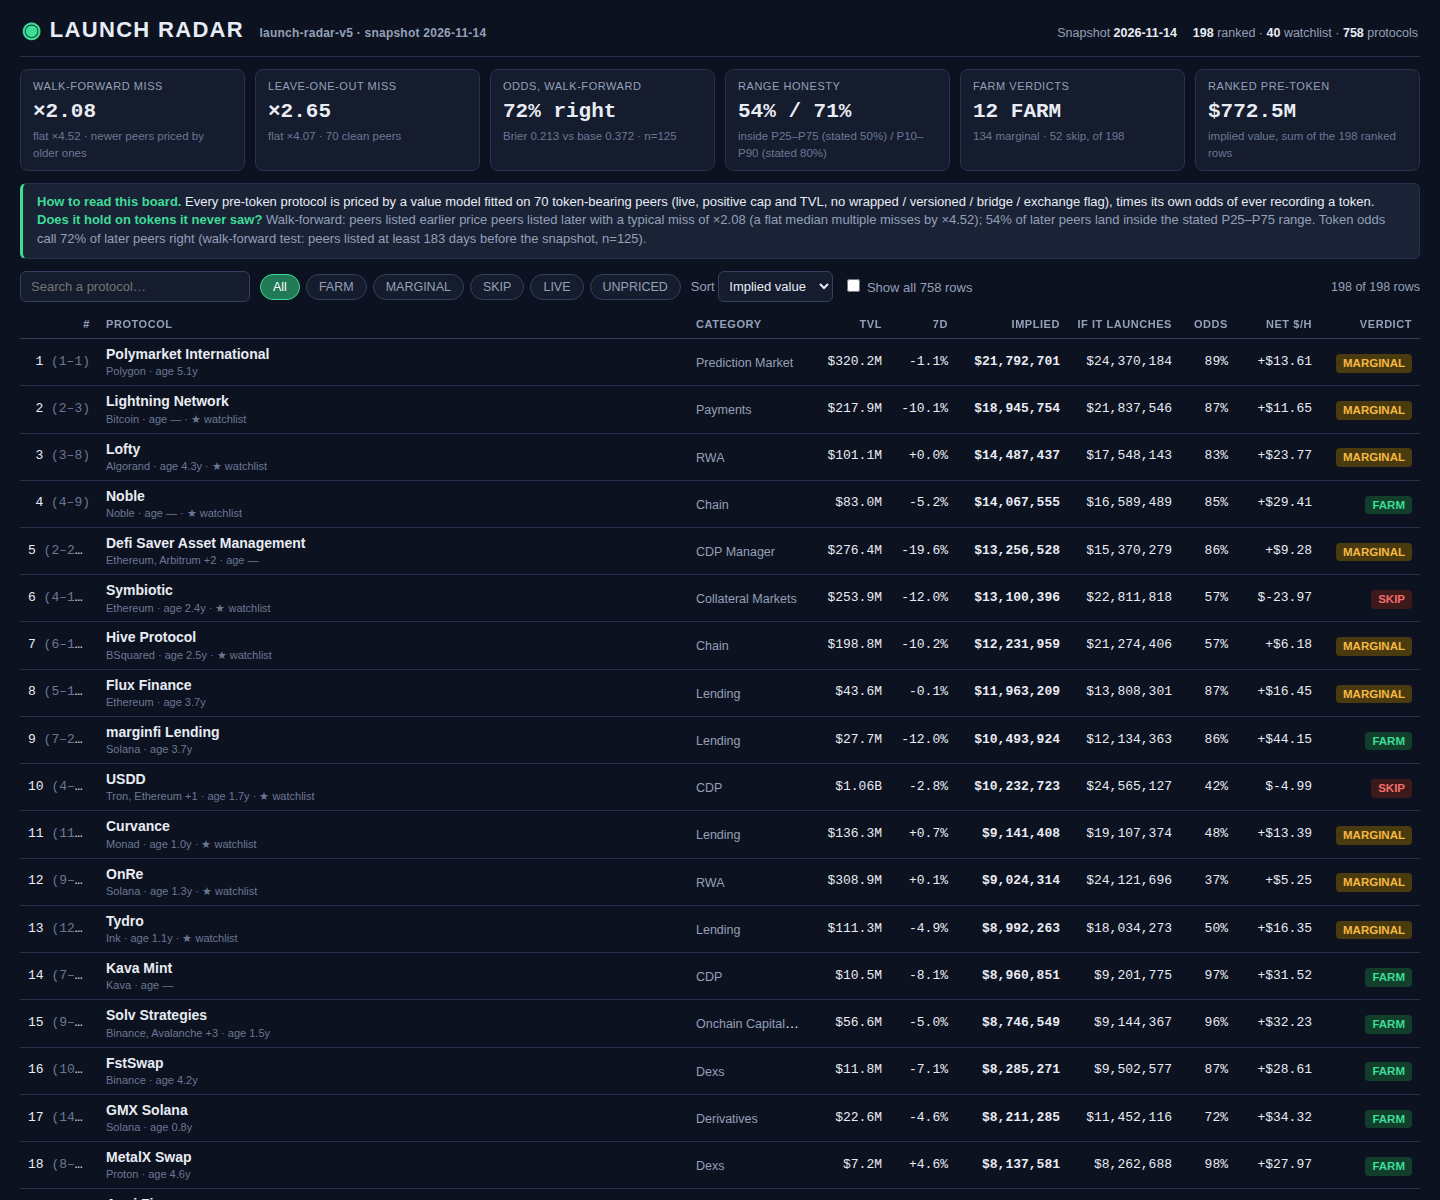 LAUNCH RADAR launch-radar-v5 · snapshot 2026-11-14 Snapshot 2026-11-14 198 ranked · 40 watchlist · 758 protocols
WALK-FORWARD MISS
×2.08
flat ×4.52 · newer peers priced by
older ones
LEAVE-ONE-OUT MISS
×2.65
flat ×4.07 · 70 clean peers
ODDS, WALK-FORWARD
72% right
Brier 0.213 vs base 0.372 · n=125
RANGE HONESTY
54% / 71%
inside P25–P75 (stated 50%) / P10–
P90 (stated 80%)
FARM VERDICTS
12 FARM
134 marginal · 52 skip, of 198
RANKED PRE-TOKEN
$772.5M
implied value, sum of the 198 ranked
rows
How to read this board. Every pre-token protocol is priced by a value model fitted on 70 token-bearing peers (live, positive cap and TVL, no wrapped / versioned / bridge / exchange flag), times its own odds of ever recording a token.
Does it hold on tokens it never saw? Walk-forward: peers listed earlier price peers listed later with a typical miss of ×2.08 (a flat median multiple misses by ×4.52); 54% of later peers land inside the stated P25–P75 range. Token odds
call 72% of later peers right (walk-forward test: peers listed at least 183 days before the snapshot, n=125).
Search a protocol… All FARM MARGINAL SKIP LIVE UNPRICED Sort Implied value Show all 758 rows 198 of 198 rows
# PROTOCOL CATEGORY TVL 7D IMPLIED IF IT LAUNCHES ODDS NET $/H VERDICT
1 (1–1) Polymarket International Prediction Market $320.2M -1.1% $21,792,701 $24,370,184 89% +$13.61 MARGINAL
Polygon · age 5.1y
2 (2–3) Lightning Network Payments $217.9M -10.1% $18,945,754 $21,837,546 87% +$11.65 MARGINAL
Bitcoin · age — · ★ watchlist
3 (3–8) Lofty RWA $101.1M +0.0% $14,487,437 $17,548,143 83% +$23.77 MARGINAL
Algorand · age 4.3y · ★ watchlist
4 (4–9) Noble Chain $83.0M -5.2% $14,067,555 $16,589,489 85% +$29.41 FARM
Noble · age — · ★ watchlist
5 (2–2… Defi Saver Asset Management CDP Manager $276.4M -19.6% $13,256,528 $15,370,279 86% +$9.28 MARGINAL
Ethereum, Arbitrum +2 · age —
6 (4–1… Symbiotic Collateral Markets $253.9M -12.0% $13,100,396 $22,811,818 57% $-23.97 SKIP
Ethereum · age 2.4y · ★ watchlist
7 (6–1… Hive Protocol Chain $198.8M -10.2% $12,231,959 $21,274,406 57% +$6.18 MARGINAL
BSquared · age 2.5y · ★ watchlist
8 (5–1… Flux Finance Lending $43.6M -0.1% $11,963,209 $13,808,301 87% +$16.45 MARGINAL
Ethereum · age 3.7y
9 (7–2… marginfi Lending Lending $27.7M -12.0% $10,493,924 $12,134,363 86% +$44.15 FARM
Solana · age 3.7y
10 (4–… USDD CDP $1.06B -2.8% $10,232,723 $24,565,127 42% $-4.99 SKIP
Tron, Ethereum +1 · age 1.7y · ★ watchlist
11 (11… Curvance Lending $136.3M +0.7% $9,141,408 $19,107,374 48% +$13.39 MARGINAL
Monad · age 1.0y · ★ watchlist
12 (9–… OnRe RWA $308.9M +0.1% $9,024,314 $24,121,696 37% +$5.25 MARGINAL
Solana · age 1.3y · ★ watchlist
13 (12… Tydro Lending $111.3M -4.9% $8,992,263 $18,034,273 50% +$16.35 MARGINAL
Ink · age 1.1y · ★ watchlist
14 (7–… Kava Mint CDP $10.5M -8.1% $8,960,851 $9,201,775 97% +$31.52 FARM
Kava · age —
15 (9–… Solv Strategies Onchain Capital… $56.6M -5.0% $8,746,549 $9,144,367 96% +$32.23 FARM
Binance, Avalanche +3 · age 1.5y
16 (10… FstSwap Dexs $11.8M -7.1% $8,285,271 $9,502,577 87% +$28.61 FARM
Binance · age 4.2y
17 (14… GMX Solana Derivatives $22.6M -4.6% $8,211,285 $11,452,116 72% +$34.32 FARM
Solana · age 0.8y
18 (8–… MetalX Swap Dexs $7.2M +4.6% $8,137,581 $8,262,688 98% +$27.97 FARM
Proton · age 4.6y